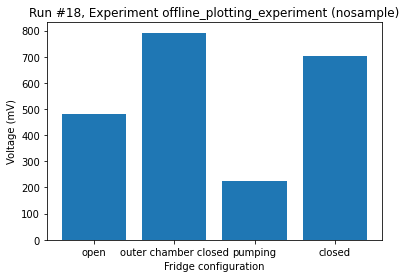 Run #18, Experiment offline_plotting_experiment (nosample)
800
700
600
500
400
300
200
100
0
Voltage (mV)
open outer chamber closed pumping closed
Fridge configuration